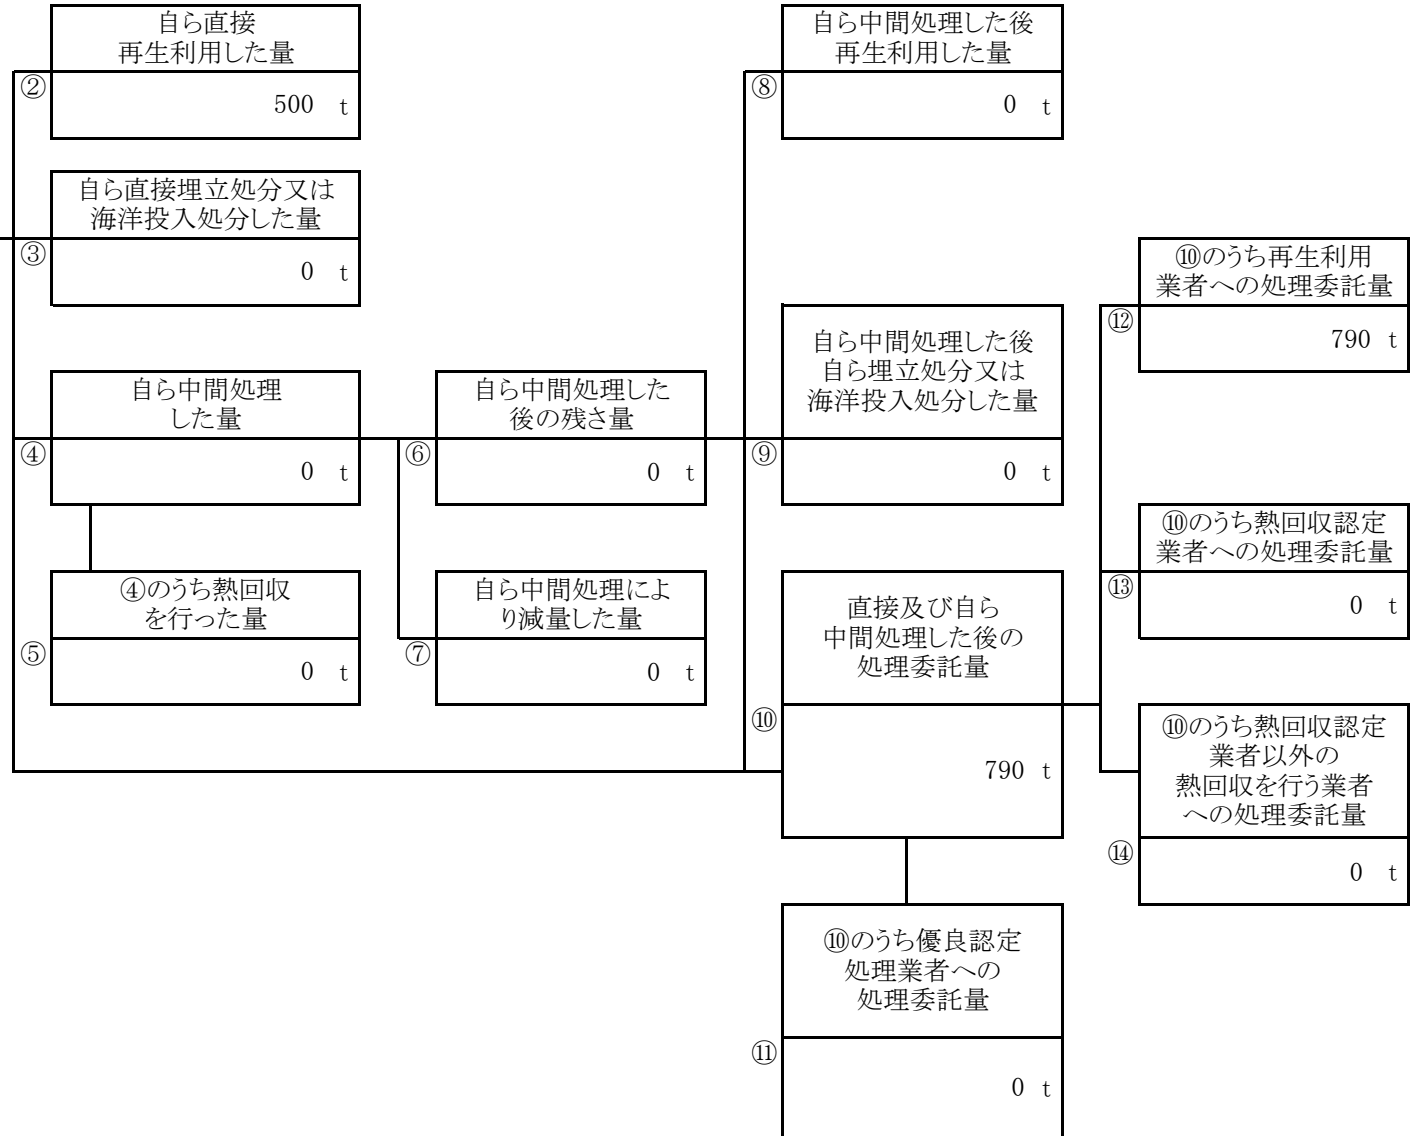 自ら直接
再生利用した量
②
500 t
自ら直接埋立処分又は
海洋投入処分した量
③
0 t
自ら中間処理
した量
④
0 t
④のうち熱回収
を行った量
⑤
0 t
自ら中間処理した
後の残さ量
⑥
0 t
自ら中間処理によ
り減量した量
⑦
0 t
自ら中間処理した後
再生利用した量
⑧
0 t
自ら中間処理した後
自ら埋立処分又は
海洋投入処分した量
⑨
0 t
直接及び自ら
中間処理した後の
処理委託量
⑩
790 t
⑩のうち優良認定
処理業者への
処理委託量
⑪
0 t
⑩のうち再生利用
業者への処理委託量
⑫
790 t
⑩のうち熱回収認定
業者への処理委託量
⑬
0 t
⑩のうち熱回収認定
業者以外の
熱回収を行う業者
への処理委託量
⑭
0 t